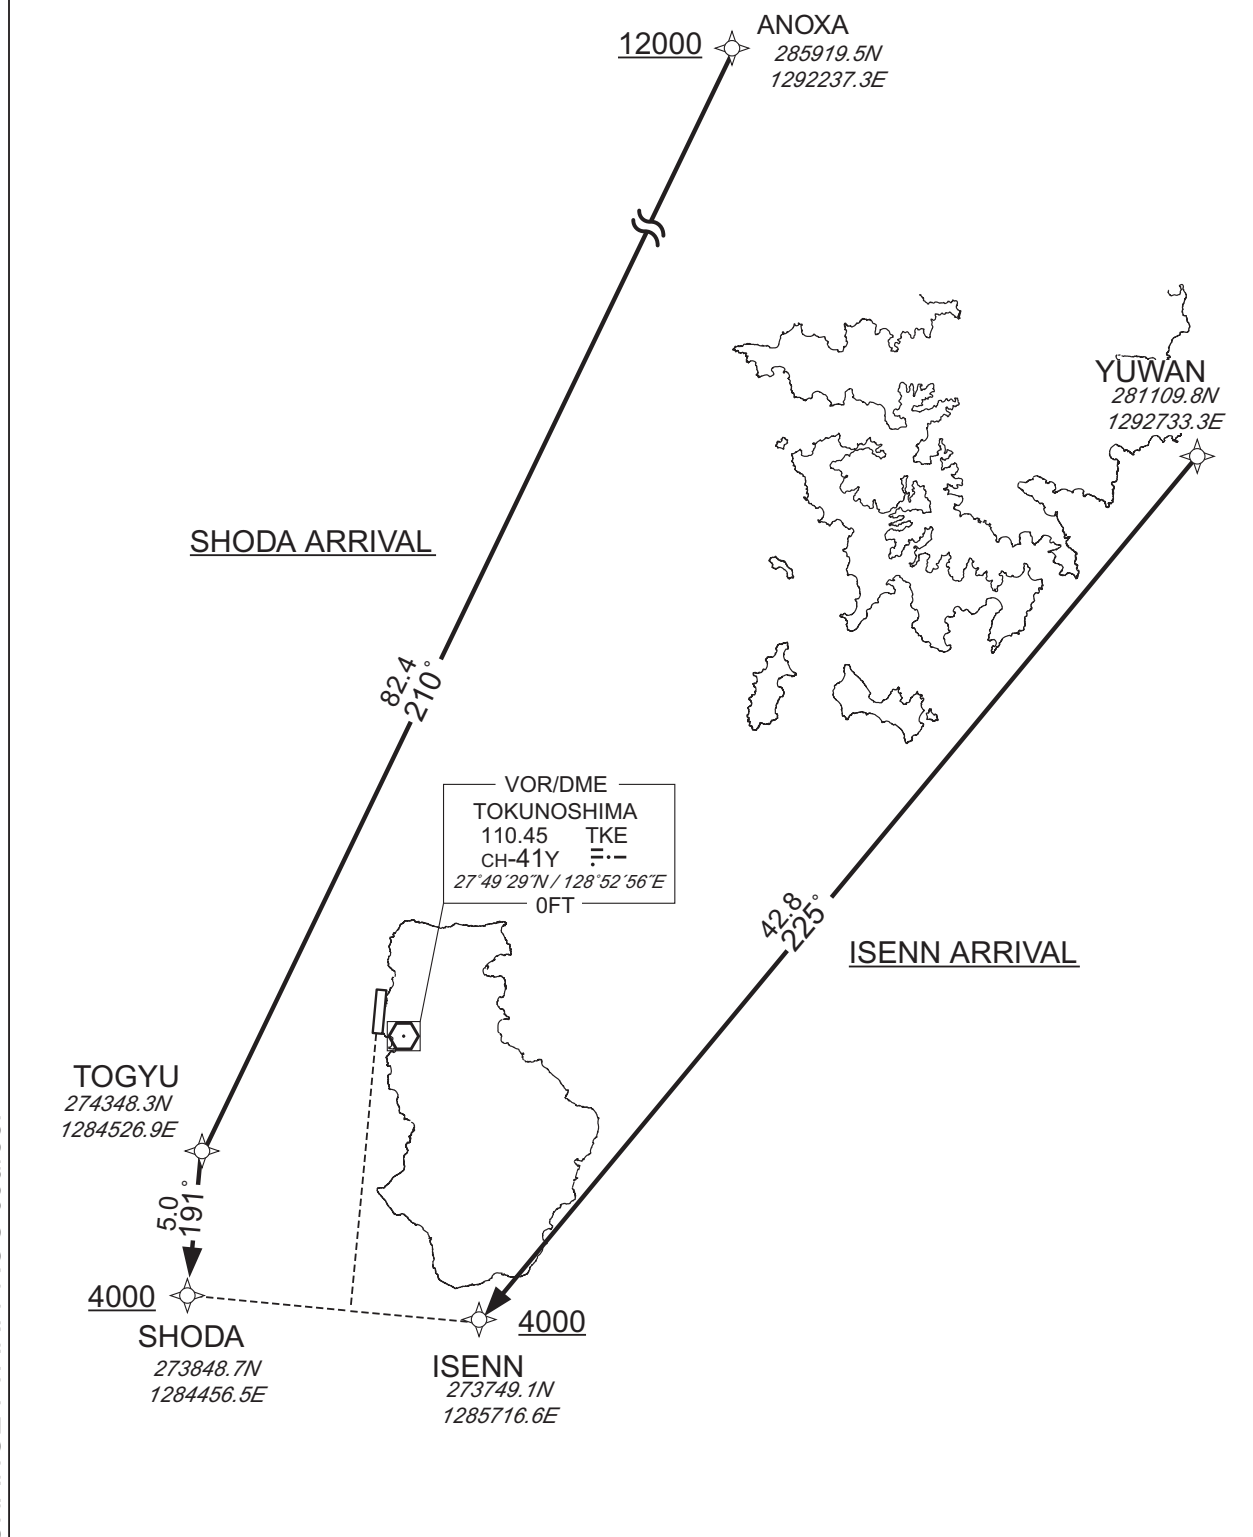 12000
ANOXA
285919.5N
1292237.3E
YUWAN
281109.8N
1292733.3E
SHODA ARRIVAL
82.4
210°
VOR/DME
TOKUNOSHIMA
110.45 TKE
CH-41Y
27°49′29″N / 128°52′56″E
0FT
42.8
225°
ISENN ARRIVAL
TOGYU
274348.3N
1284526.9E
5.0
191°
4000
SHODA
273848.7N
1284456.5E
4000
ISENN
273749.1N
1285716.6E